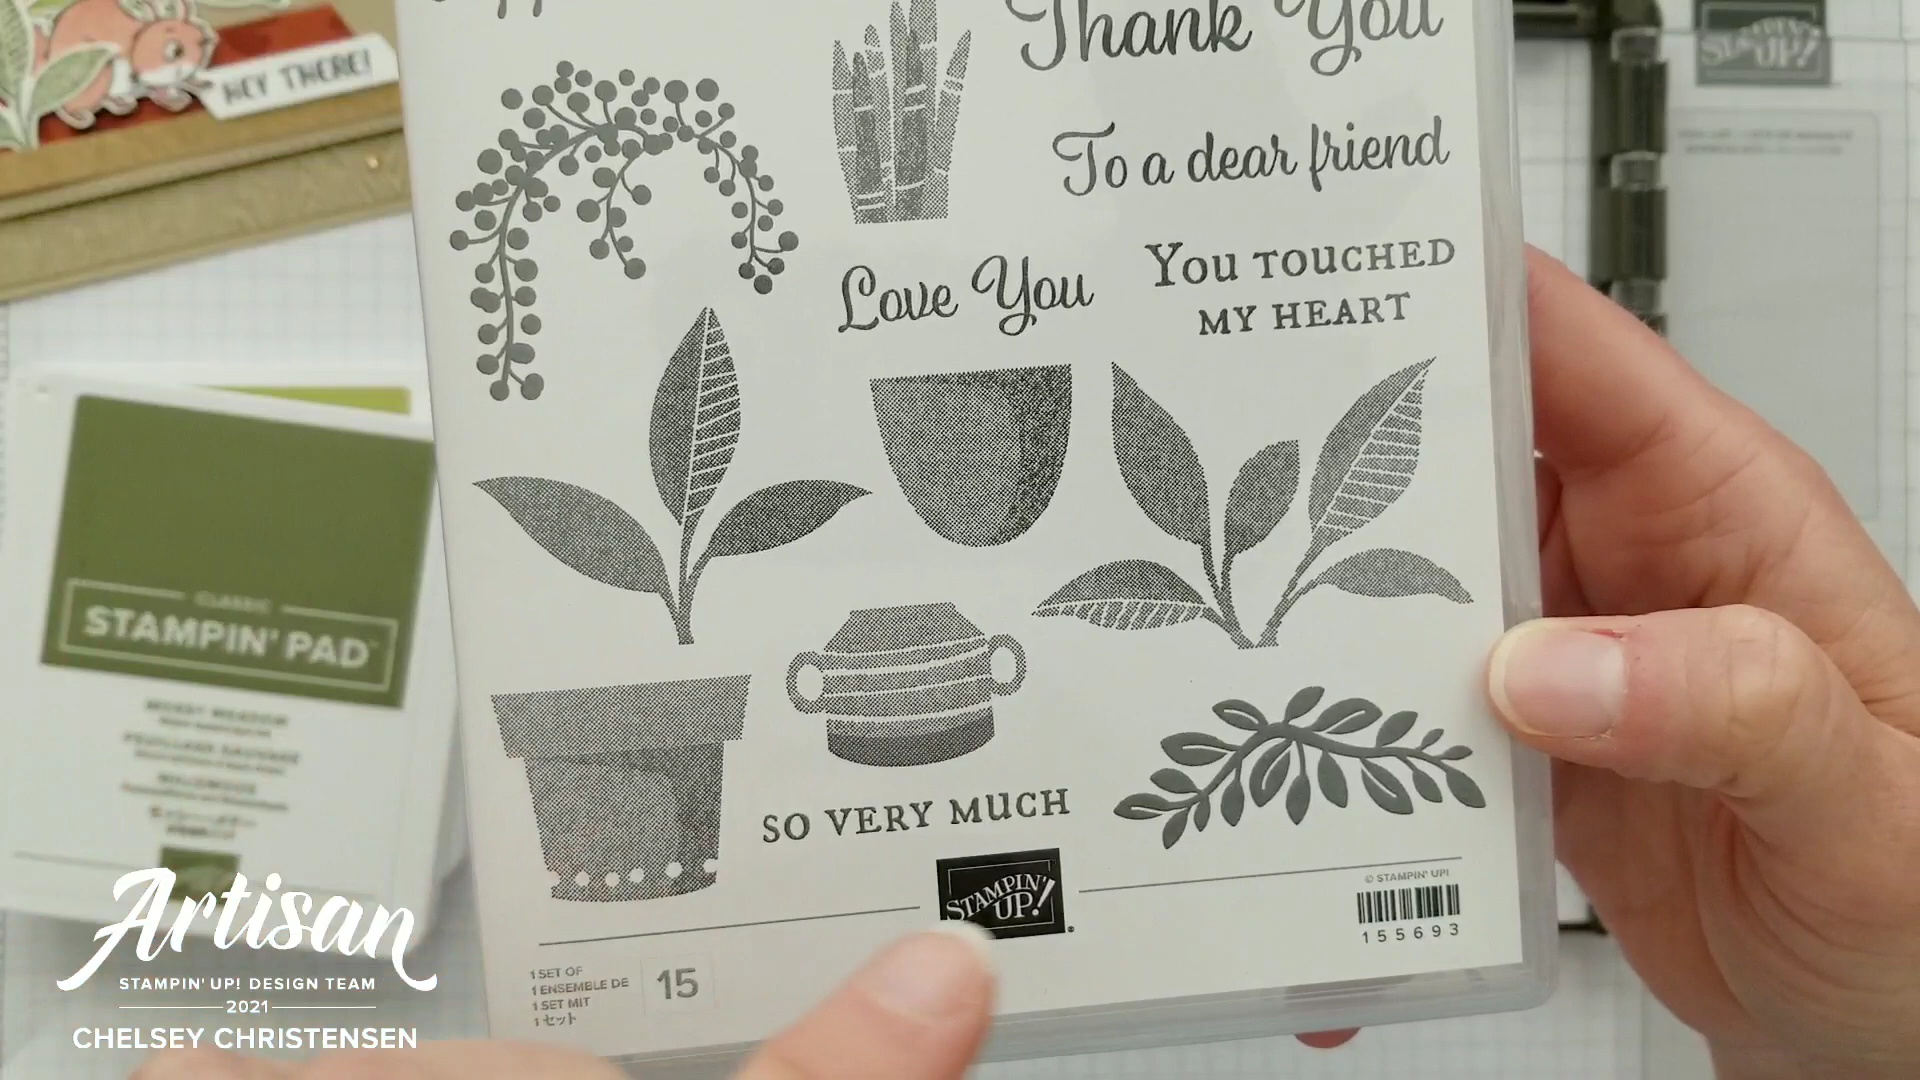 HEY THERE!
Thank You
STAMPIN' UP!
To a dear friend
Love You
You TOUCHED
MY HEART
CLASSIC
STAMPIN' PAD
SO VERY MUCH
STAMPIN' UP!
© STAMPIN' UP!
155693
1 SET OF
1 ENSEMBLE DE
1 SET MIT
1セット
15
Artisan
STAMPIN' UP! DESIGN TEAM
2021
CHELSEY CHRISTENSEN